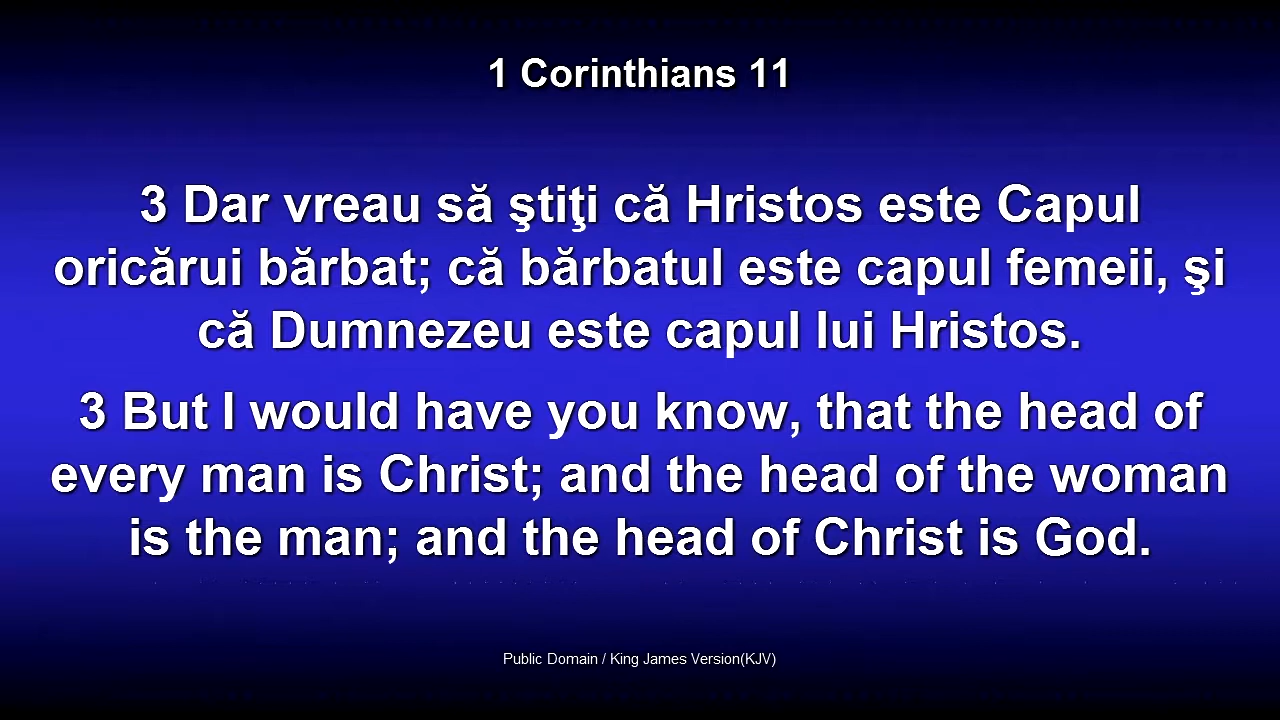 1 Corinthians 11
3 Dar vreau să ştiţi că Hristos este Capul
oricărui bărbat; că bărbatul este capul femeii, şi
că Dumnezeu este capul lui Hristos.
3 But I would have you know, that the head of
every man is Christ; and the head of the woman
is the man; and the head of Christ is God.
Public Domain / King James Version(KJV)